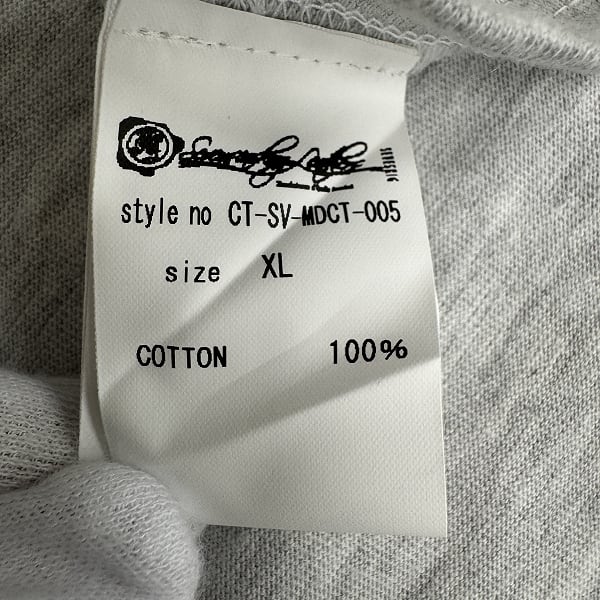 style no CT-SV-MDCT-005
size XL
COTTON 100%